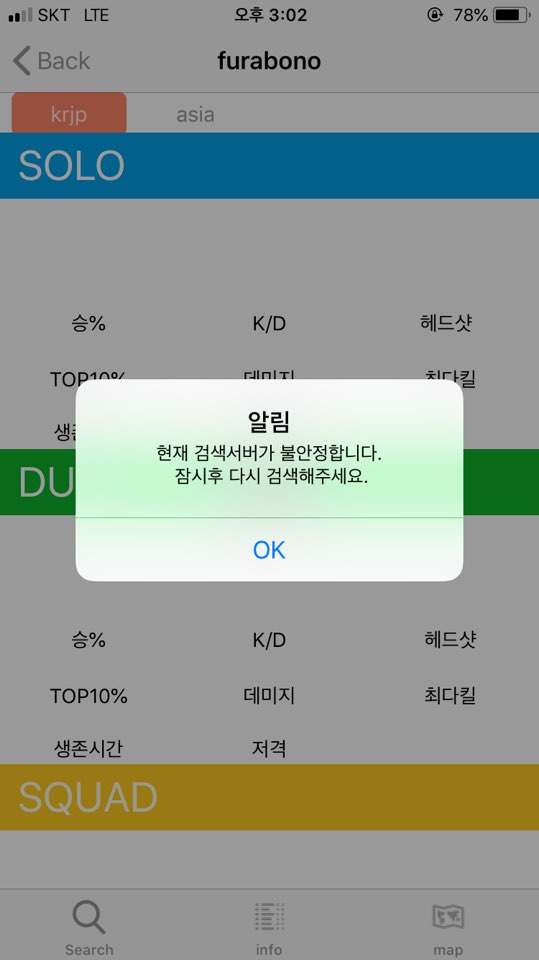 SKT LTE 오후 3:02 78%
Back furabono
krjp asia
SOLO
승% K/D 헤드샷
TOP10% 데미지 최다킬
생존
알림
현재 검색서버가 불안정합니다.
잠시후 다시 검색해주세요.
OK
DU
승% K/D 헤드샷
TOP10% 데미지 최다킬
생존시간 저격
SQUAD
Search info map